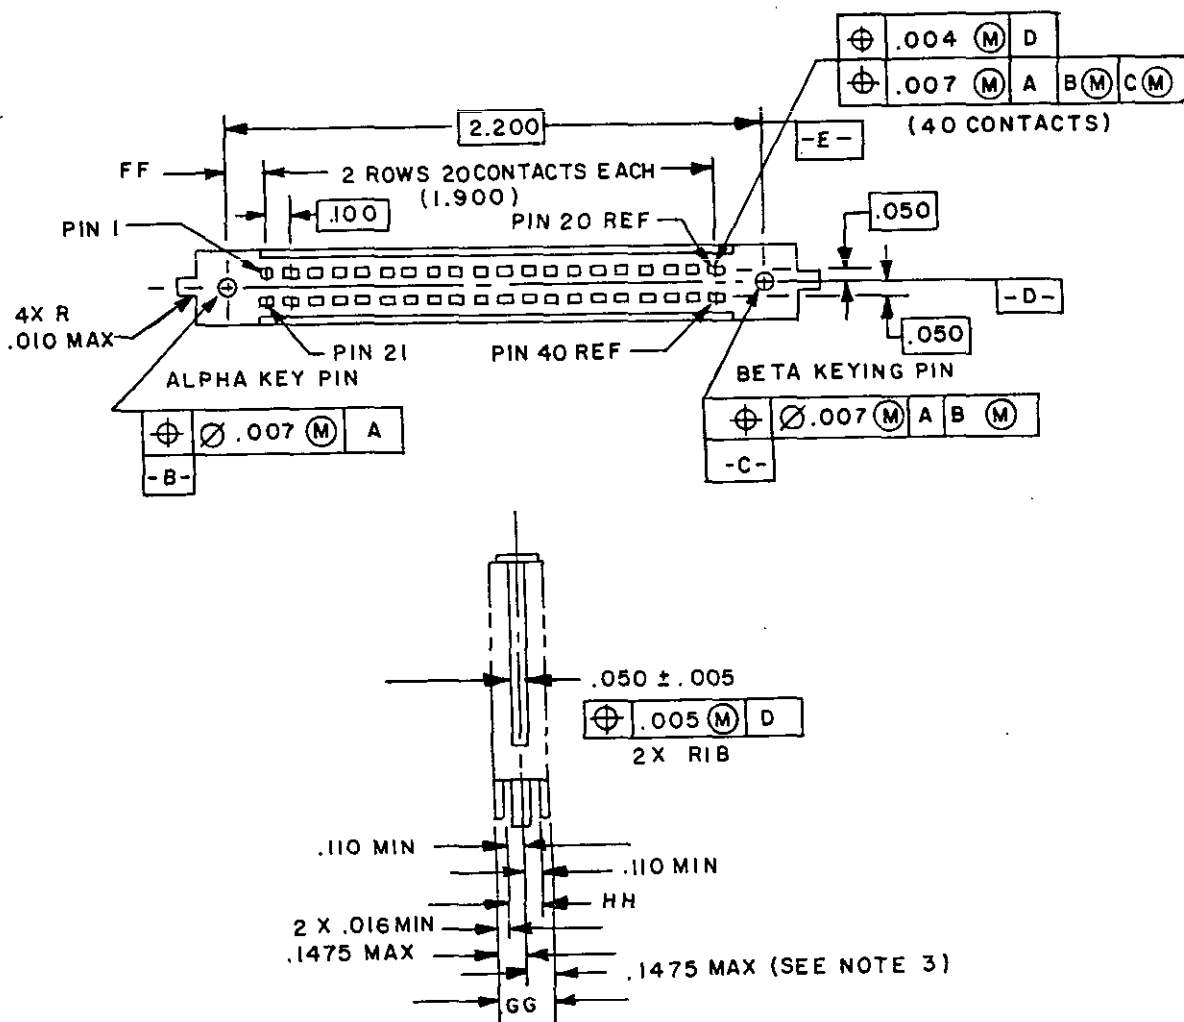 ⌖ .004 Ⓜ D
⌖ .007 Ⓜ A BⓂ CⓂ
(40 CONTACTS)
2.200
-E-
FF
2 ROWS 20 CONTACTS EACH
(1.900)
.100
PIN 1
PIN 20 REF
.050
-D-
4X R
.010 MAX
PIN 21
PIN 40 REF
.050
ALPHA KEY PIN
BETA KEYING PIN
⌖ ∅.007 Ⓜ A
-B-
⌖ ∅.007 Ⓜ A B Ⓜ
-C-
.050 ± .005
⌖ .005 Ⓜ D
2X RIB
.110 MIN
.110 MIN
HH
2 X .016 MIN
.1475 MAX
.1475 MAX (SEE NOTE 3)
GG